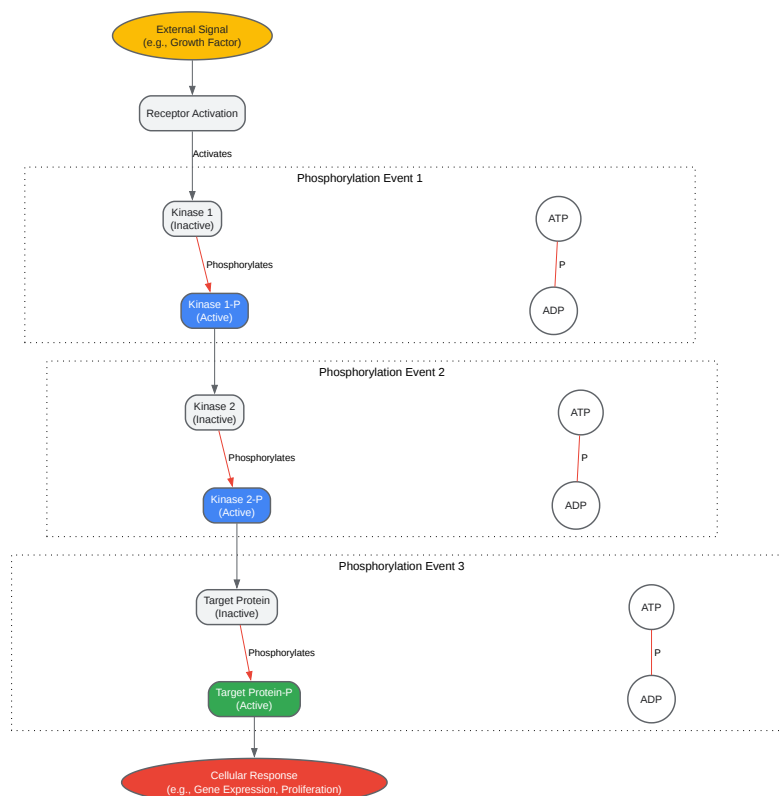 External Signal
(e.g., Growth Factor)
Receptor Activation
Activates
Phosphorylation Event 1
Kinase 1
(Inactive)
ATP
Phosphorylates
P
Kinase 1-P
(Active)
ADP
Phosphorylation Event 2
Kinase 2
(Inactive)
ATP
Phosphorylates
P
Kinase 2-P
(Active)
ADP
Phosphorylation Event 3
Target Protein
(Inactive)
ATP
Phosphorylates
P
Target Protein-P
(Active)
ADP
Cellular Response
(e.g., Gene Expression, Proliferation)